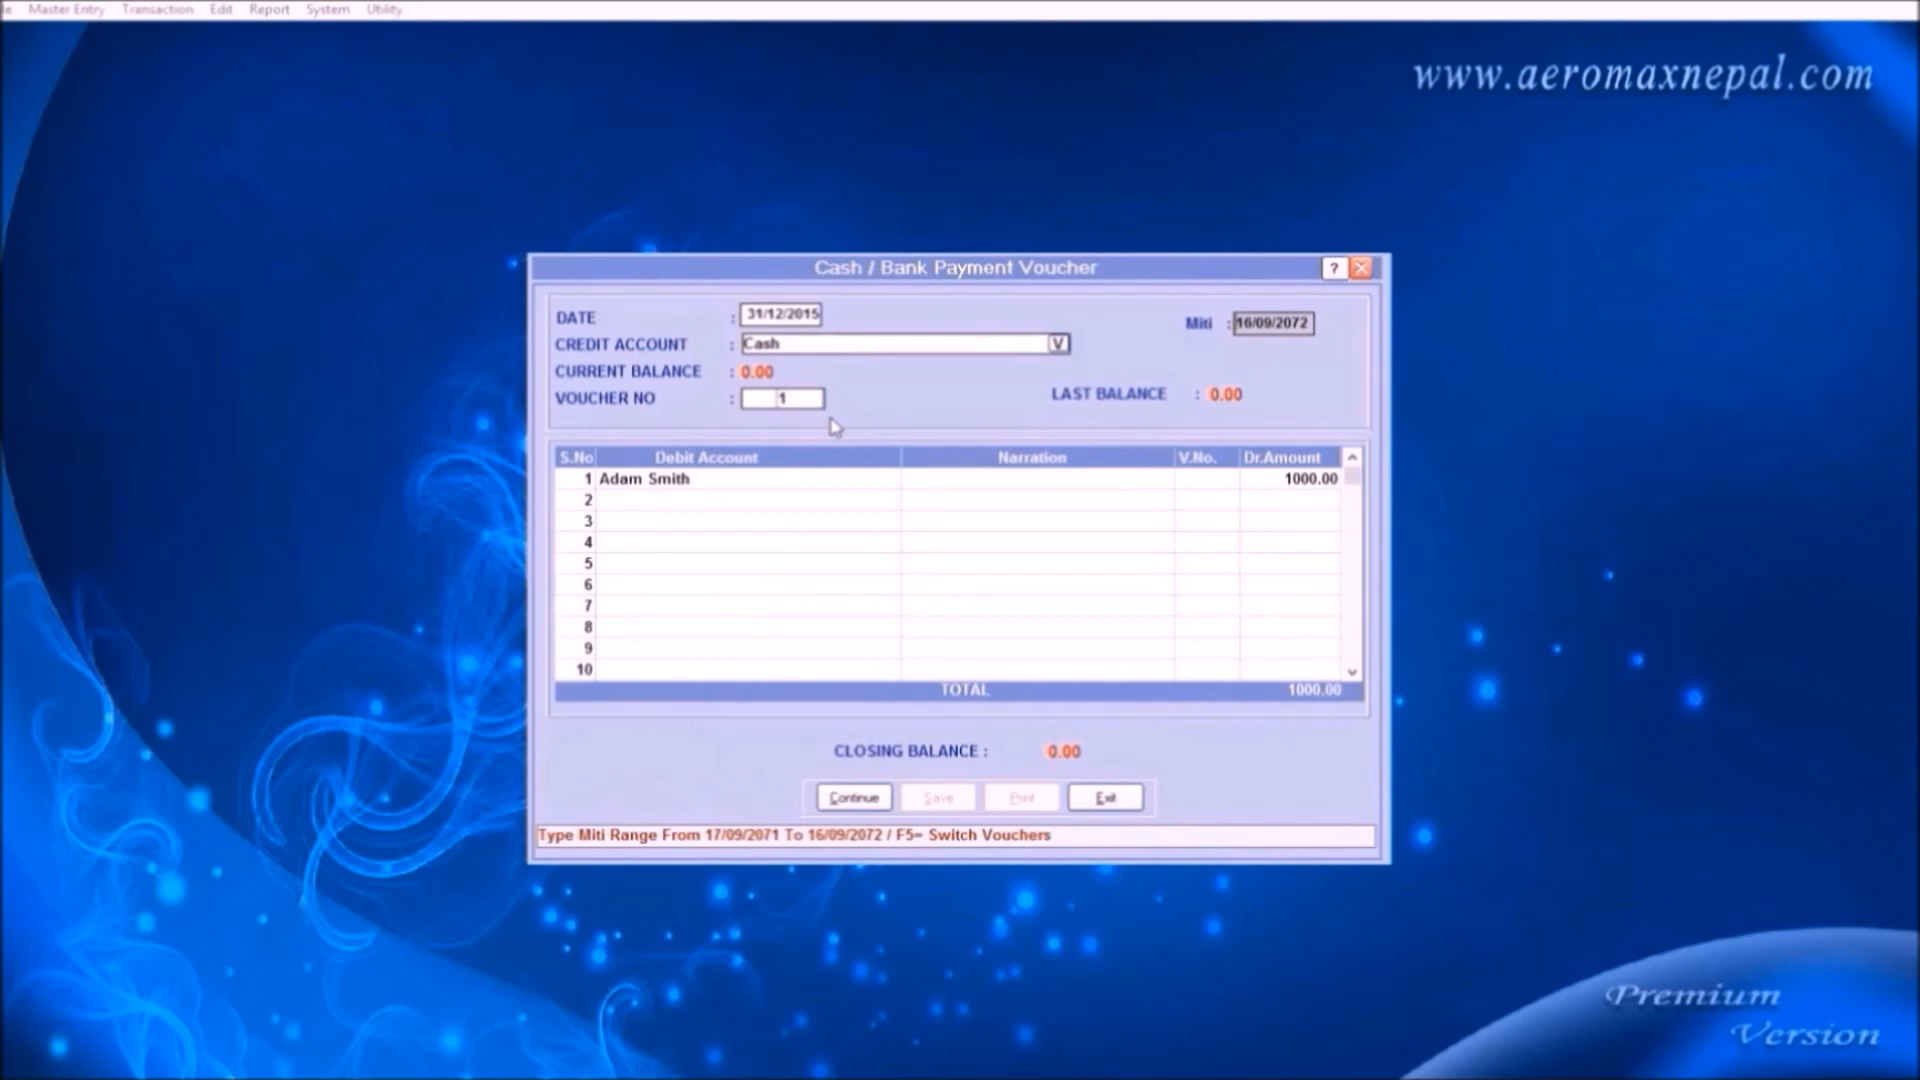 le Master Entry Transaction Edit Report System Utility
www.aeromaxnepal.com
Cash / Bank Payment Voucher ?
DATE : 31/12/2015 Miti : 16/09/2072
CREDIT ACCOUNT : Cash V
CURRENT BALANCE : 0.00
VOUCHER NO : 1 LAST BALANCE : 0.00
S.No Debit Account Narration V.No. Dr.Amount
1 Adam Smith 1000.00
2
3
4
5
6
7
8
9
10
TOTAL 1000.00
CLOSING BALANCE : 0.00
Continue Save Print Exit
Type Miti Range From 17/09/2071 To 16/09/2072 / F5= Switch Vouchers
Premium
Version